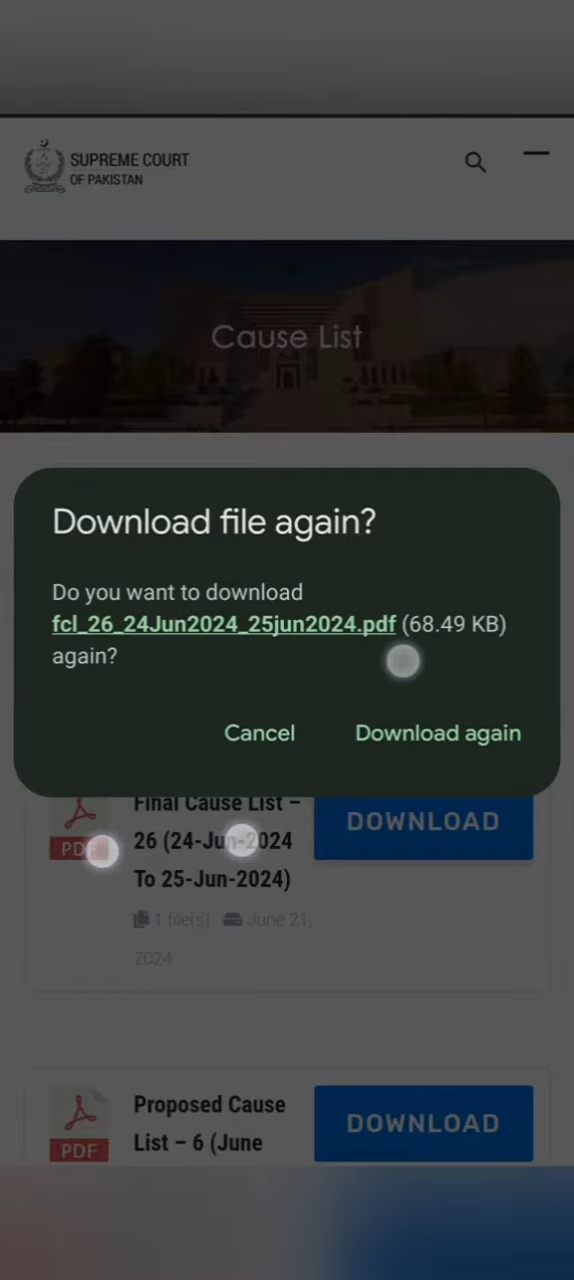 SUPREME COURT
OF PAKISTAN
Cause List
Download file again?
Do you want to download
fcl_26_24Jun2024_25jun2024.pdf (68.49 KB)
again?
Cancel
Download again
Final Cause List –
26 (24-Jun-2024
To 25-Jun-2024)
PDF
DOWNLOAD
1 file(s) June 21,
2024
Proposed Cause
List – 6 (June
PDF
DOWNLOAD